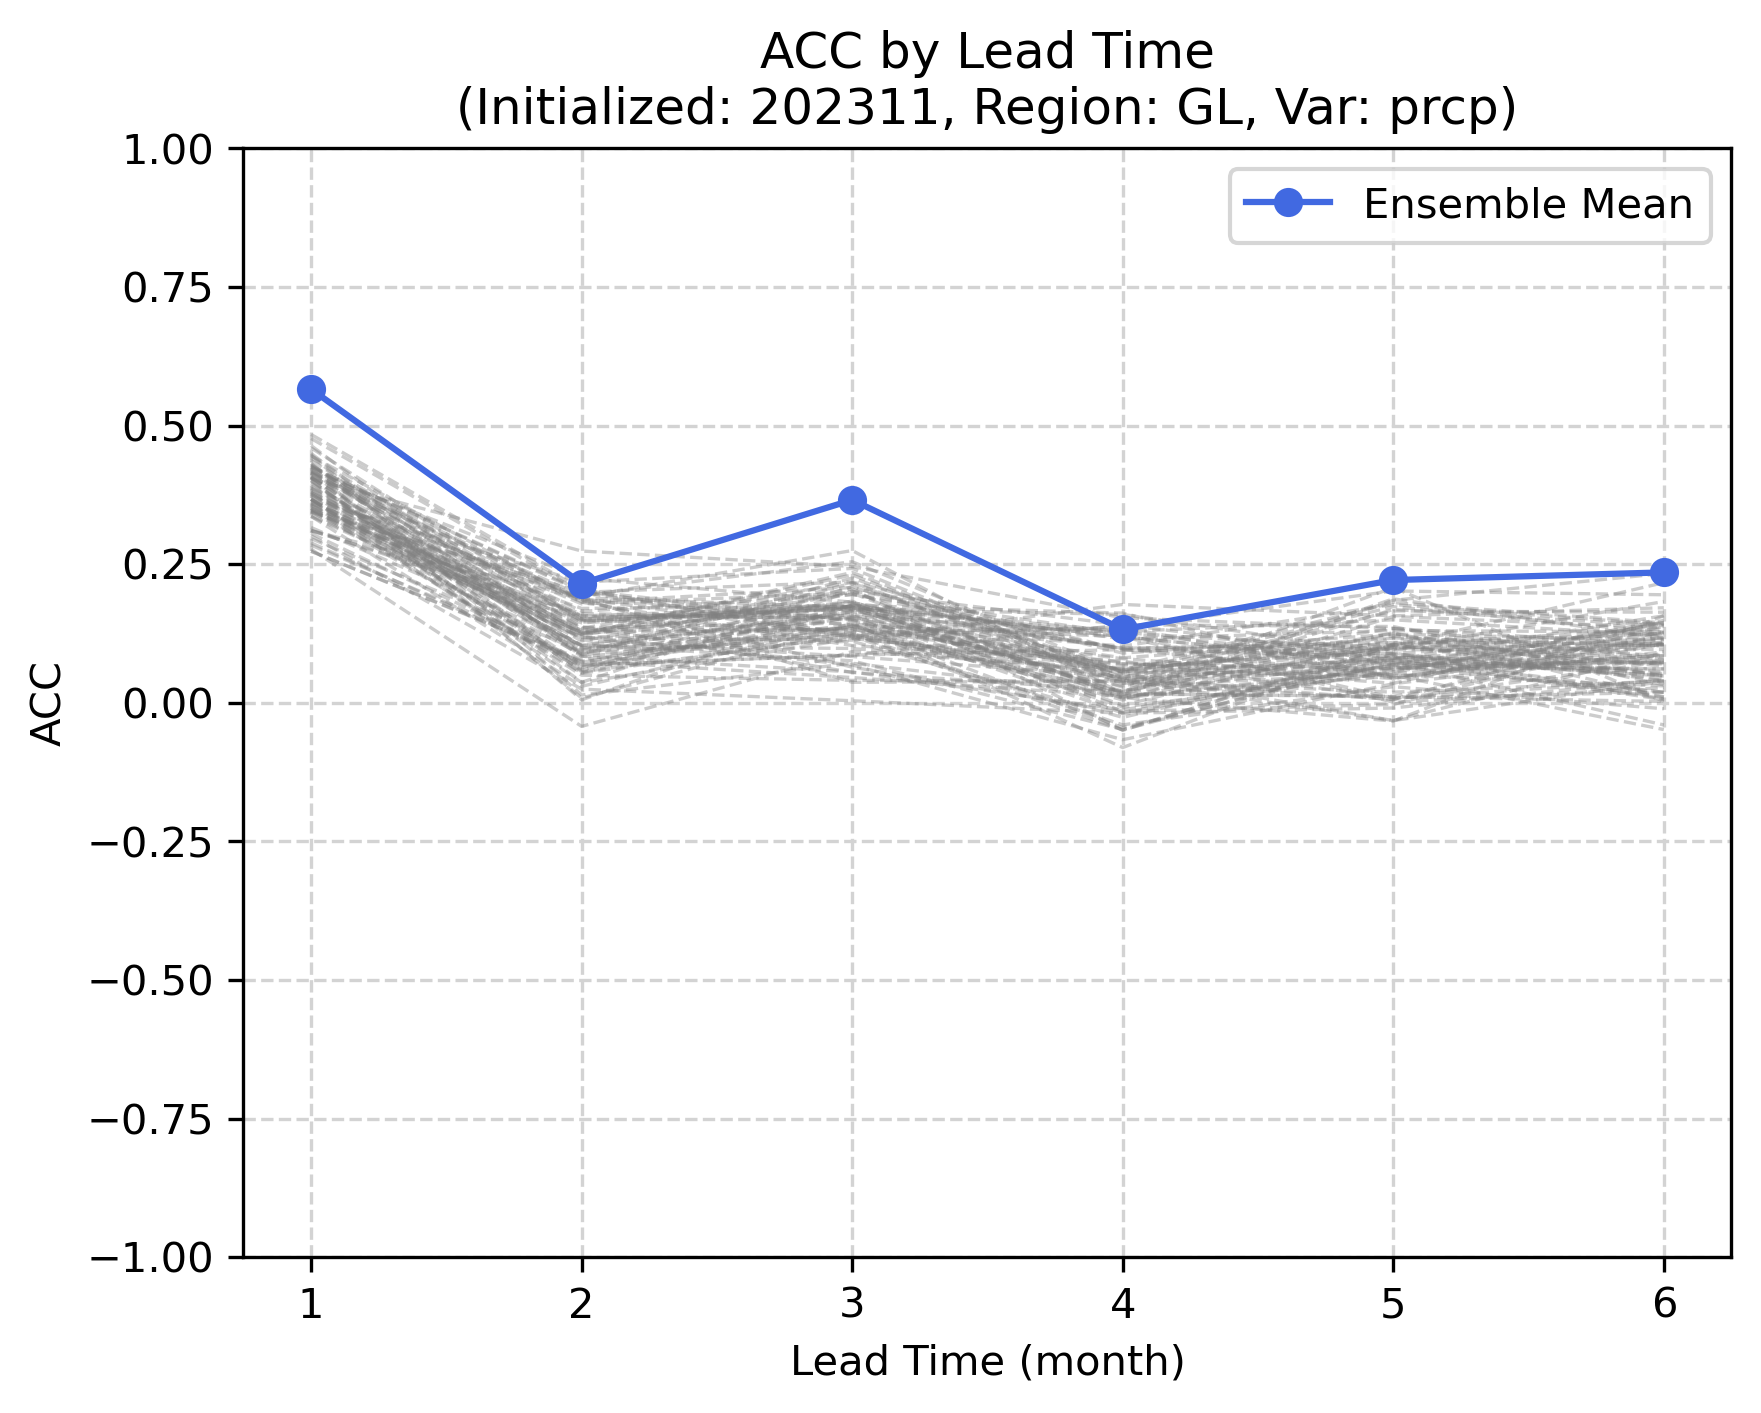 ACC by Lead Time
(Initialized: 202311, Region: GL, Var: prcp)
Ensemble Mean
ACC
1.00
0.75
0.50
0.25
0.00
−0.25
−0.50
−0.75
−1.00
1 2 3 4 5 6
Lead Time (month)